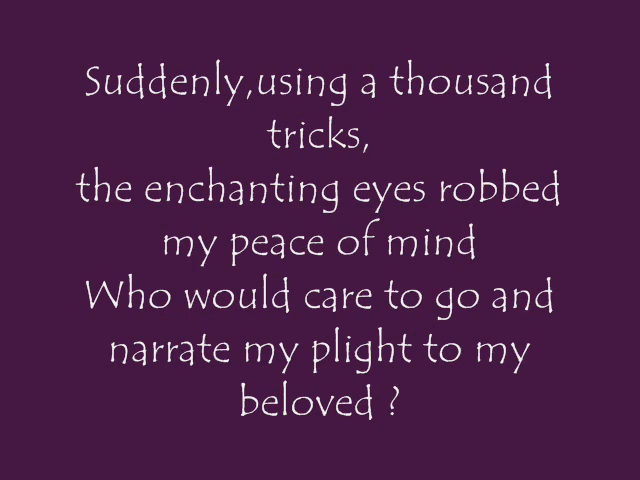 Suddenly,using a thousand
tricks,
the enchanting eyes robbed
my peace of mind
Who would care to go and
narrate my plight to my
beloved ?